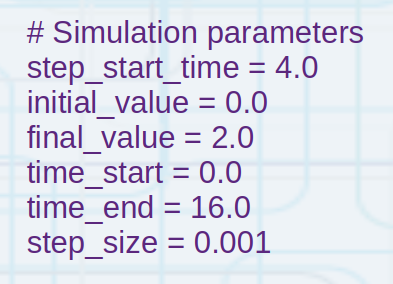 # Simulation parameters
step_start_time = 4.0
initial_value = 0.0
final_value = 2.0
time_start = 0.0
time_end = 16.0
step_size = 0.001